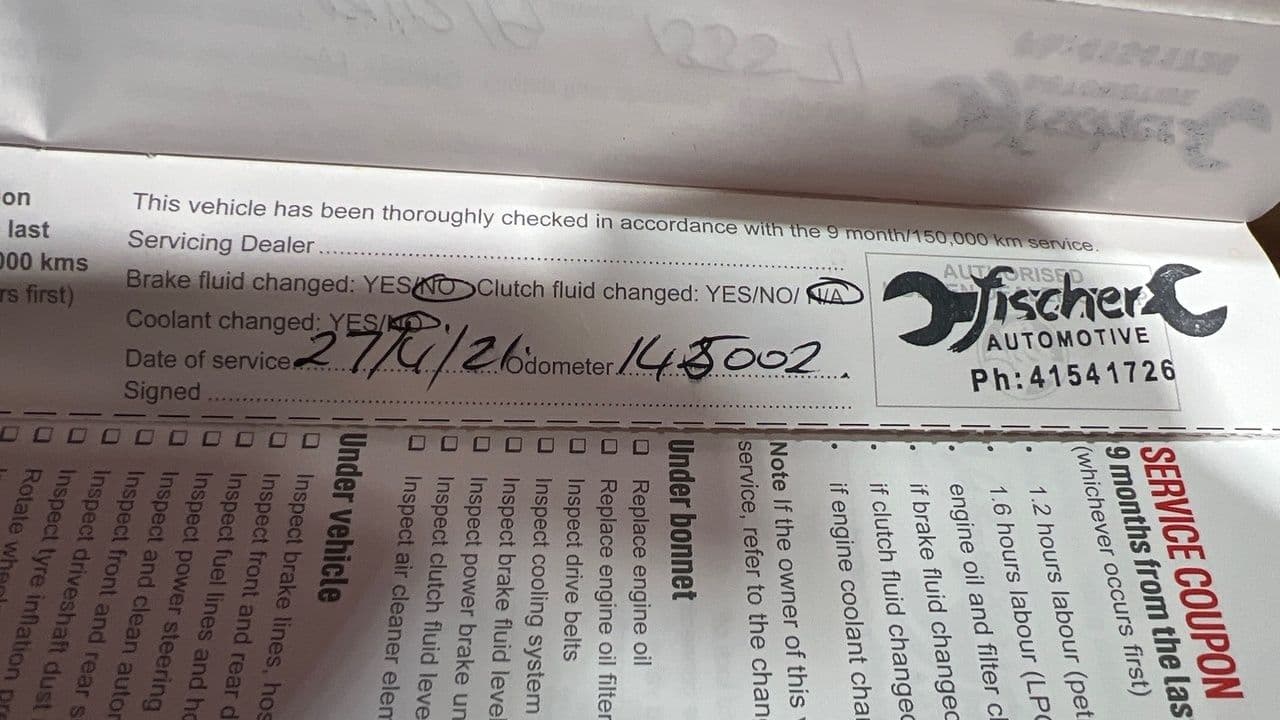 on
last
000 kms
rs first)
This vehicle has been thoroughly checked in accordance with the 9 month/150,000 km service.
Servicing Dealer
Brake fluid changed: YES/NO Clutch fluid changed: YES/NO/ N/A
Coolant changed: YES/NO
Date of service 27/4/26 Odometer 148002
Signed
AUTHORISED
fischer
AUTOMOTIVE
Ph:41541726
SERVICE COUPON
9 months from the las
(whichever occurs first)
1.2 hours labour (pet
1.6 hours labour (LPG
engine oil and filter c
if brake fluid changed
if clutch fluid changed
if engine coolant cha
Note If the owner of this
service, refer to the chan
Under bonnet
Replace engine oil
Replace engine oil filter
Inspect drive belts
Inspect cooling system
Inspect brake fluid level
Inspect power brake un
Inspect clutch fluid leve
Inspect air cleaner elem
Under vehicle
Inspect brake lines, hos
Inspect front and rear d
Inspect fuel lines and ho
Inspect power steering
Inspect and clean autom
Inspect front and rear s
Inspect driveshaft dust
Inspect tyre inflation pre
Rotate wheel